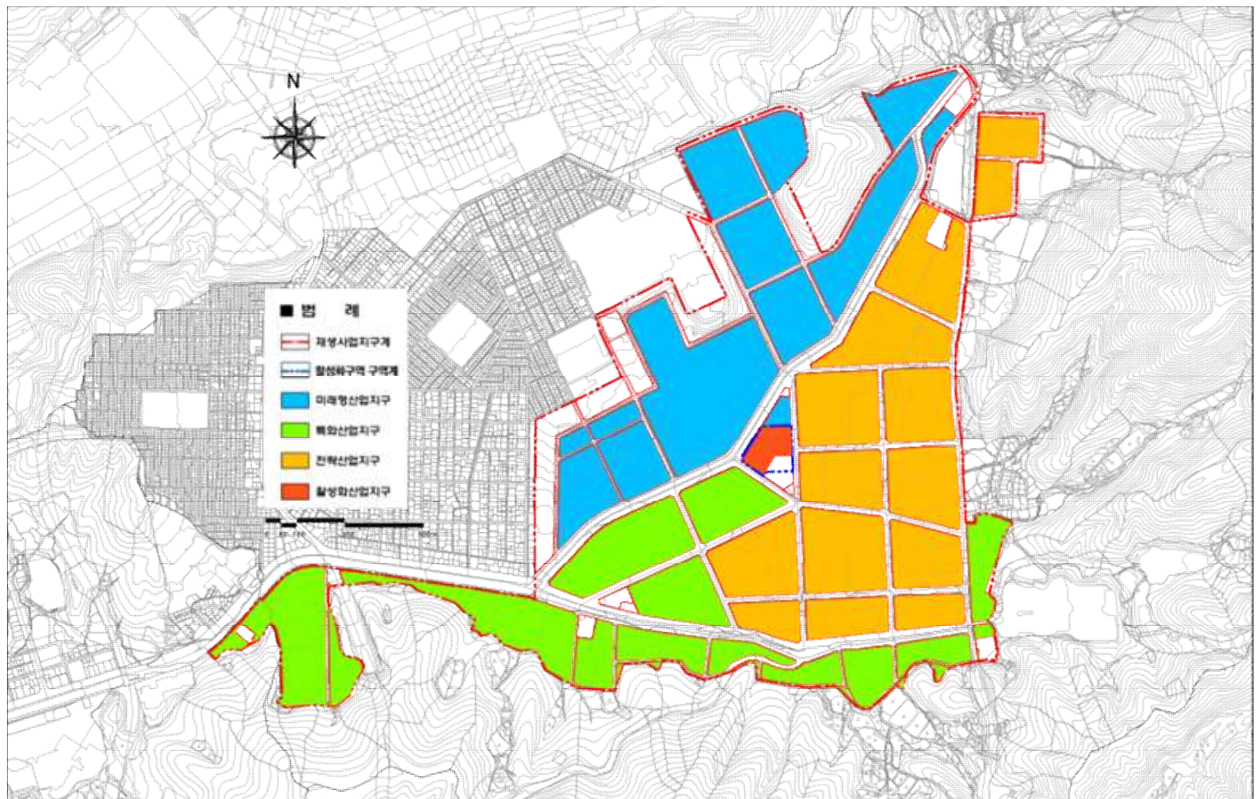 N
■ 범 례
재생사업지구계
활성화구역 구역계
미래형산업지구
특화산업지구
전략산업지구
활성화산업지구